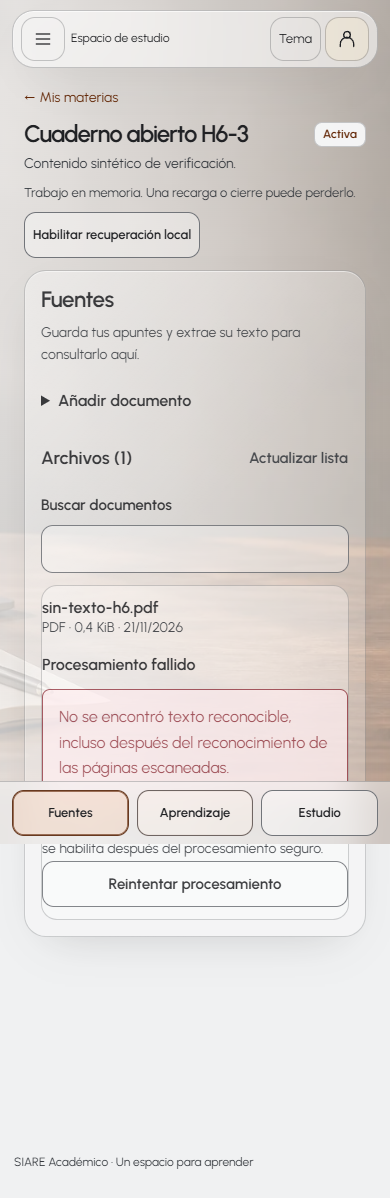 Espacio de estudio
Tema
← Mis materias
Cuaderno abierto H6-3
Activa
Contenido sintético de verificación.
Trabajo en memoria. Una recarga o cierre puede perderlo.
Habilitar recuperación local
Fuentes
Guarda tus apuntes y extrae su texto para
consultarlo aquí.
▶ Añadir documento
Archivos (1)
Actualizar lista
Buscar documentos
sin-texto-h6.pdf
PDF · 0,4 KiB · 21/11/2026
Procesamiento fallido
No se encontró texto reconocible,
incluso después del reconocimiento de
las páginas escaneadas.
Fuentes
Aprendizaje
Estudio
se habilita después del procesamiento seguro.
Reintentar procesamiento
SIARE Académico · Un espacio para aprender